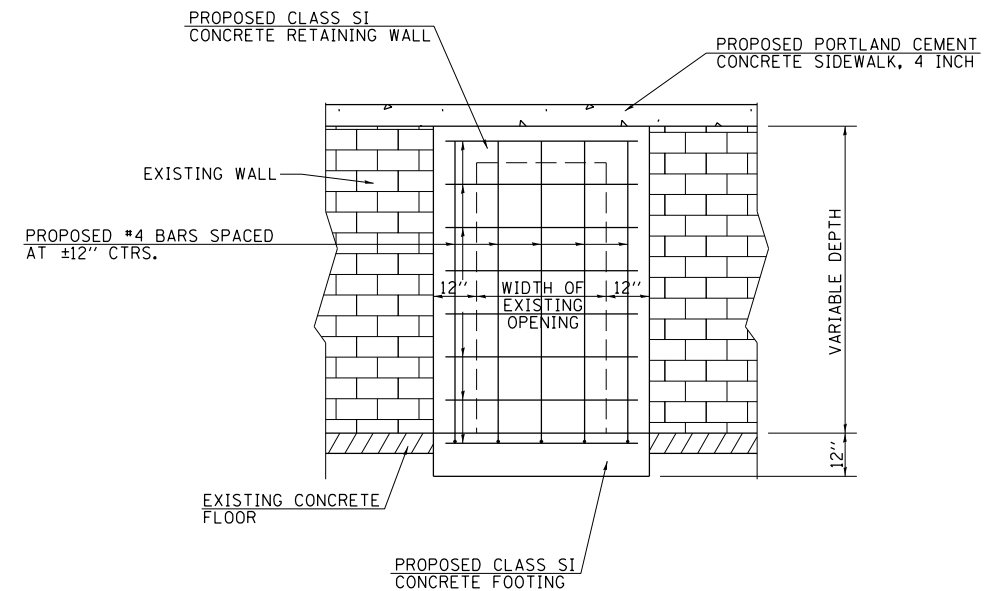 PROPOSED CLASS SI
CONCRETE RETAINING WALL
PROPOSED PORTLAND CEMENT
CONCRETE SIDEWALK, 4 INCH
EXISTING WALL
PROPOSED #4 BARS SPACED
AT ±12" CTRS.
12"
WIDTH OF
EXISTING
OPENING
12"
VARIABLE DEPTH
12"
EXISTING CONCRETE
FLOOR
PROPOSED CLASS SI
CONCRETE FOOTING